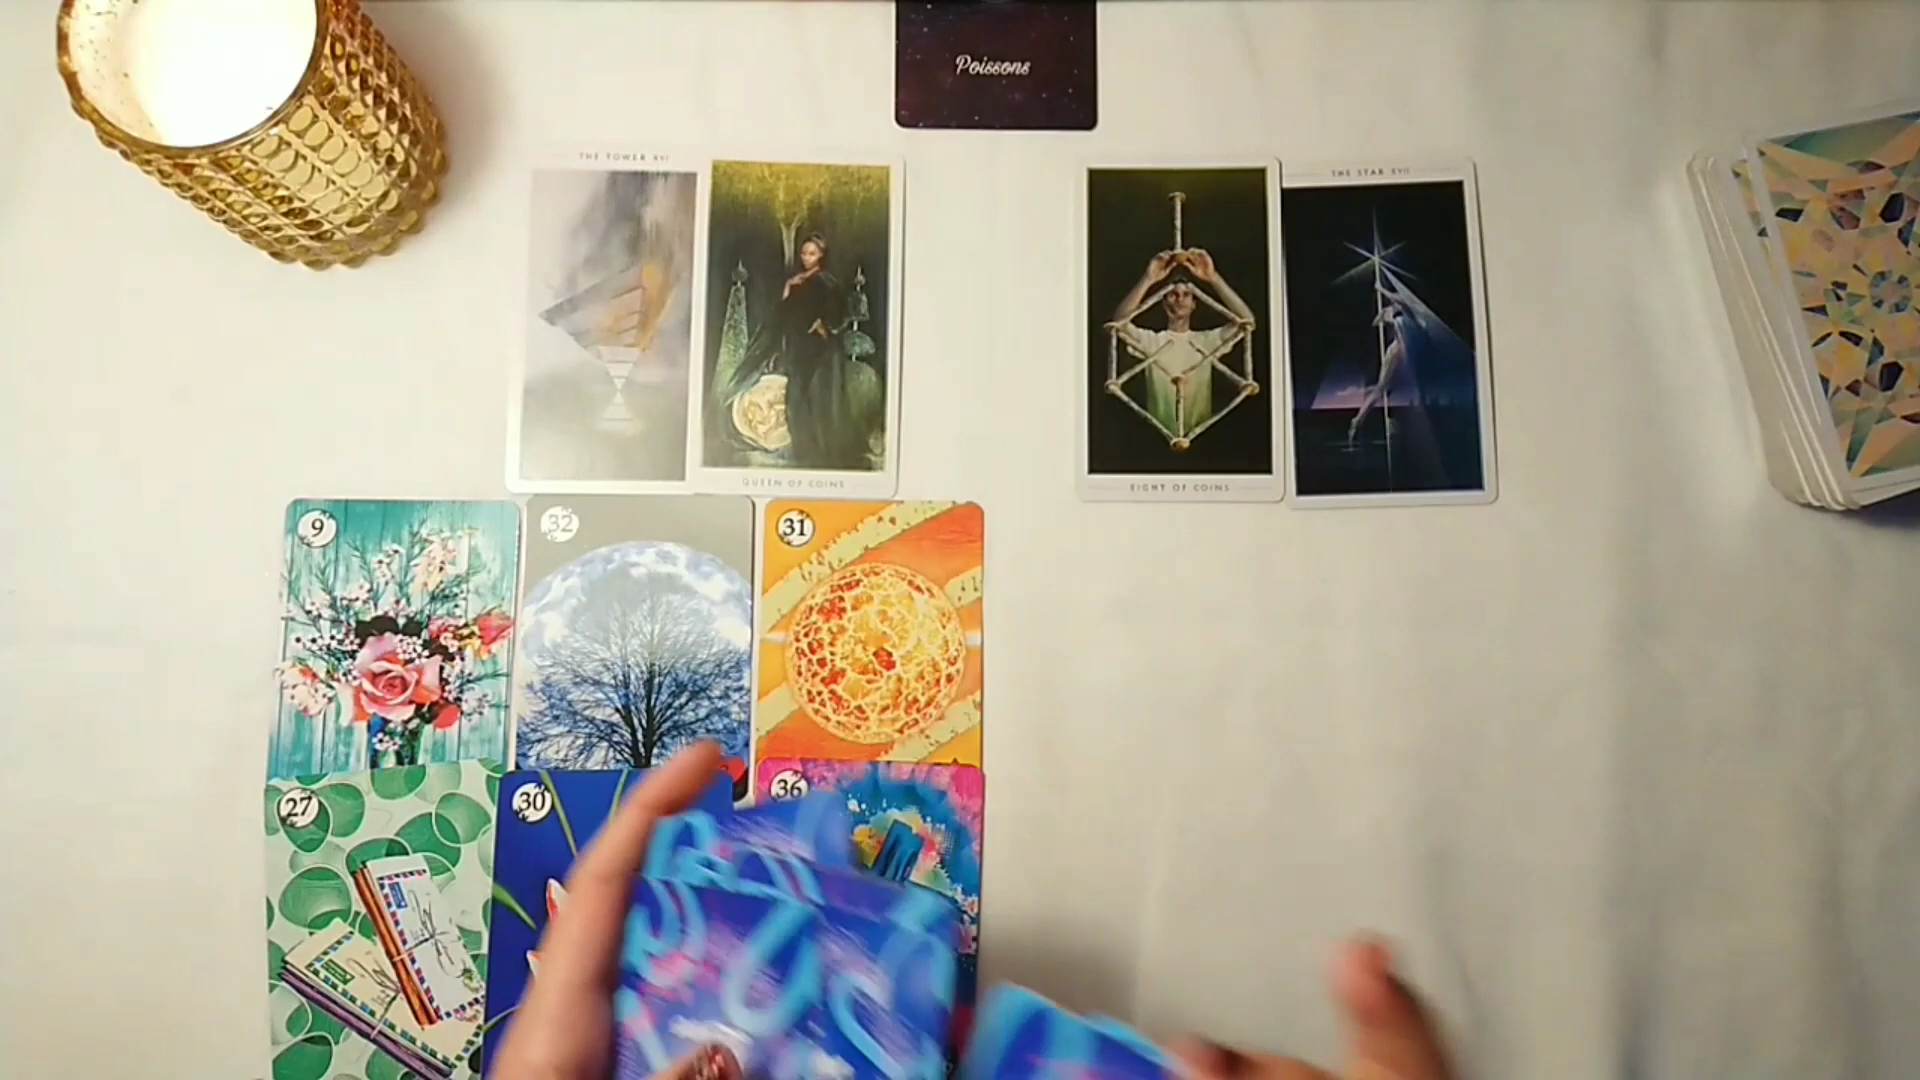 Poissons
THE TOWER XVI
THE STAR XVII
QUEEN OF COINS
EIGHT OF COINS
9
32
31
27
30
36